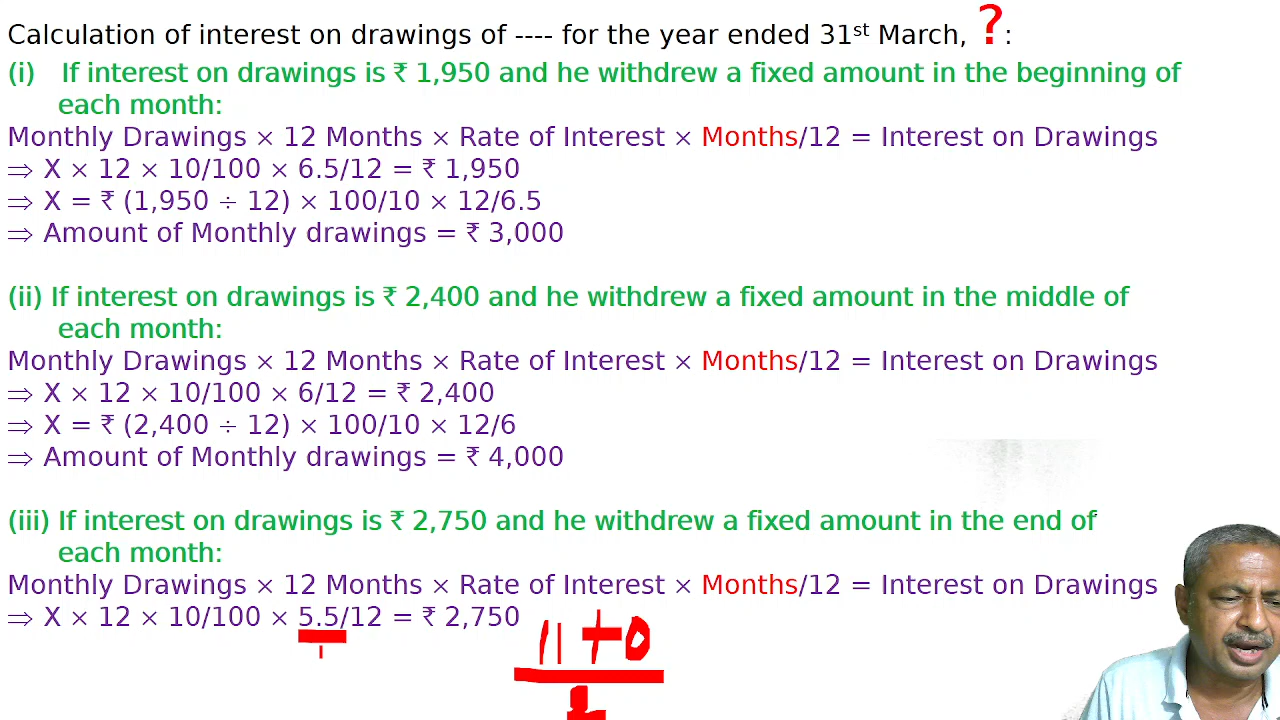 Calculation of interest on drawings of ---- for the year ended 31st March, ?:
(i) If interest on drawings is ₹ 1,950 and he withdrew a fixed amount in the beginning of
each month:
Monthly Drawings × 12 Months × Rate of Interest × Months/12 = Interest on Drawings
⇒ X × 12 × 10/100 × 6.5/12 = ₹ 1,950
⇒ X = ₹ (1,950 ÷ 12) × 100/10 × 12/6.5
⇒ Amount of Monthly drawings = ₹ 3,000
(ii) If interest on drawings is ₹ 2,400 and he withdrew a fixed amount in the middle of
each month:
Monthly Drawings × 12 Months × Rate of Interest × Months/12 = Interest on Drawings
⇒ X × 12 × 10/100 × 6/12 = ₹ 2,400
⇒ X = ₹ (2,400 ÷ 12) × 100/10 × 12/6
⇒ Amount of Monthly drawings = ₹ 4,000
(iii) If interest on drawings is ₹ 2,750 and he withdrew a fixed amount in the end of
each month:
Monthly Drawings × 12 Months × Rate of Interest × Months/12 = Interest on Drawings
⇒ X × 12 × 10/100 × 5.5/12 = ₹ 2,750
11 + 0